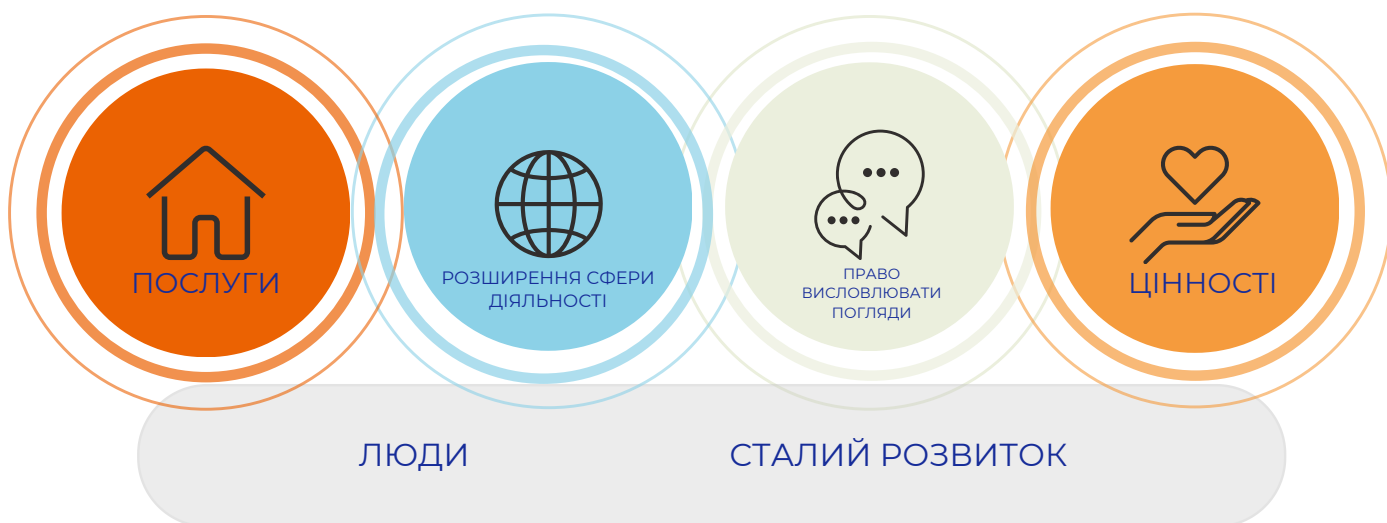 ПОСЛУГИ
РОЗШИРЕННЯ СФЕРИ
ДІЯЛЬНОСТІ
ПРАВО
ВИСЛОВЛЮВАТИ
ПОГЛЯДИ
ЦІННОСТІ
ЛЮДИ
СТАЛИЙ РОЗВИТОК